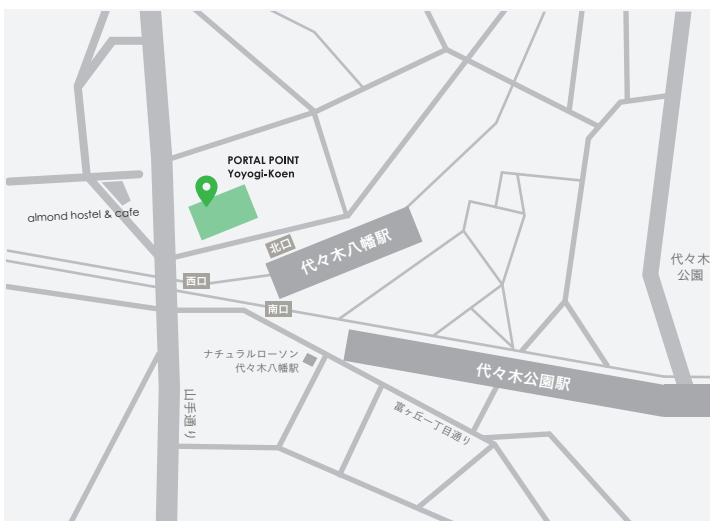 PORTAL POINT
Yoyogi-Koen
almond hostel & cafe
北口
代々木八幡駅
代々木
公園
西口
南口
ナチュラルローソン
代々木八幡駅
代々木公園駅
山手通り
富ヶ丘一丁目通り